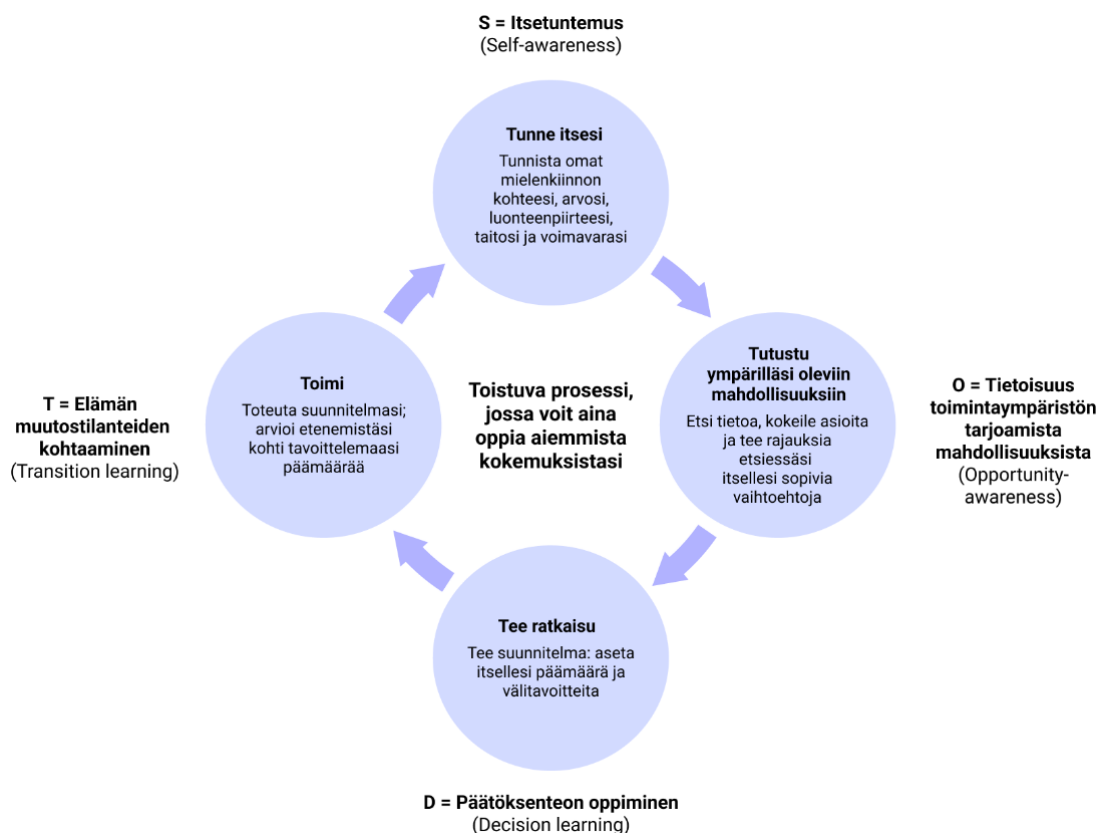 S = Itsetuntemus
(Self-awareness)
Tunne itsesi
Tunnista omat
mielenkiinnon
kohteesi, arvosi,
luonteenpiirteesi,
taitosi ja voimavarasi
Tutustu
ympärilläsi oleviin
mahdollisuuksiin
Etsi tietoa, kokeile asioita
ja tee rajauksia
etsiessäsi
itsellesi sopivia
vaihtoehtoja
O = Tietoisuus
toimintaympäristön
tarjoamista
mahdollisuuksista
(Opportunity-
awareness)
Toistuva prosessi,
jossa voit aina
oppia aiemmista
kokemuksistasi
Tee ratkaisu
Tee suunnitelma: aseta
itsellesi päämäärä ja
välitavoitteita
D = Päätöksenteon oppiminen
(Decision learning)
Toimi
Toteuta suunnitelmasi;
arvioi etenemistäsi
kohti tavoittelemaasi
päämäärää
T = Elämän
muutostilanteiden
kohtaaminen
(Transition learning)